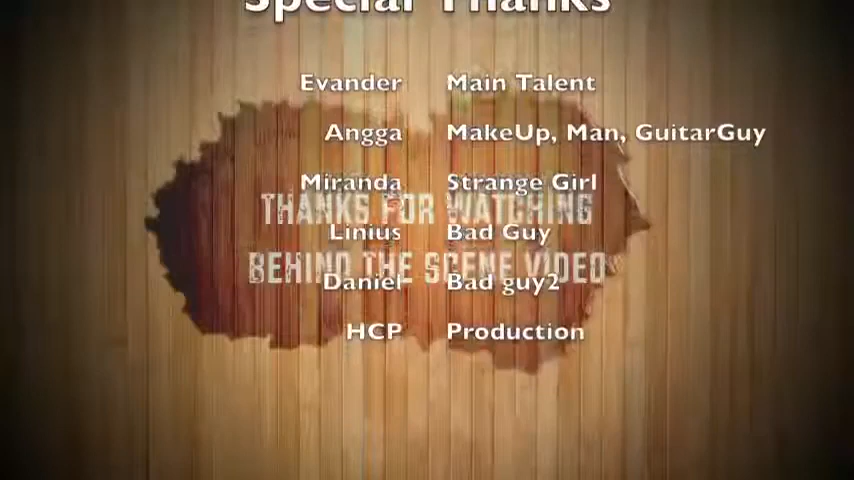 Special Thanks
Evander Main Talent
Angga MakeUp, Man, GuitarGuy
Miranda Strange Girl
THANKS FOR WATCHING
Linius Bad Guy
BEHIND THE SCENE VIDEO
Daniel Bad guy2
HCP Production